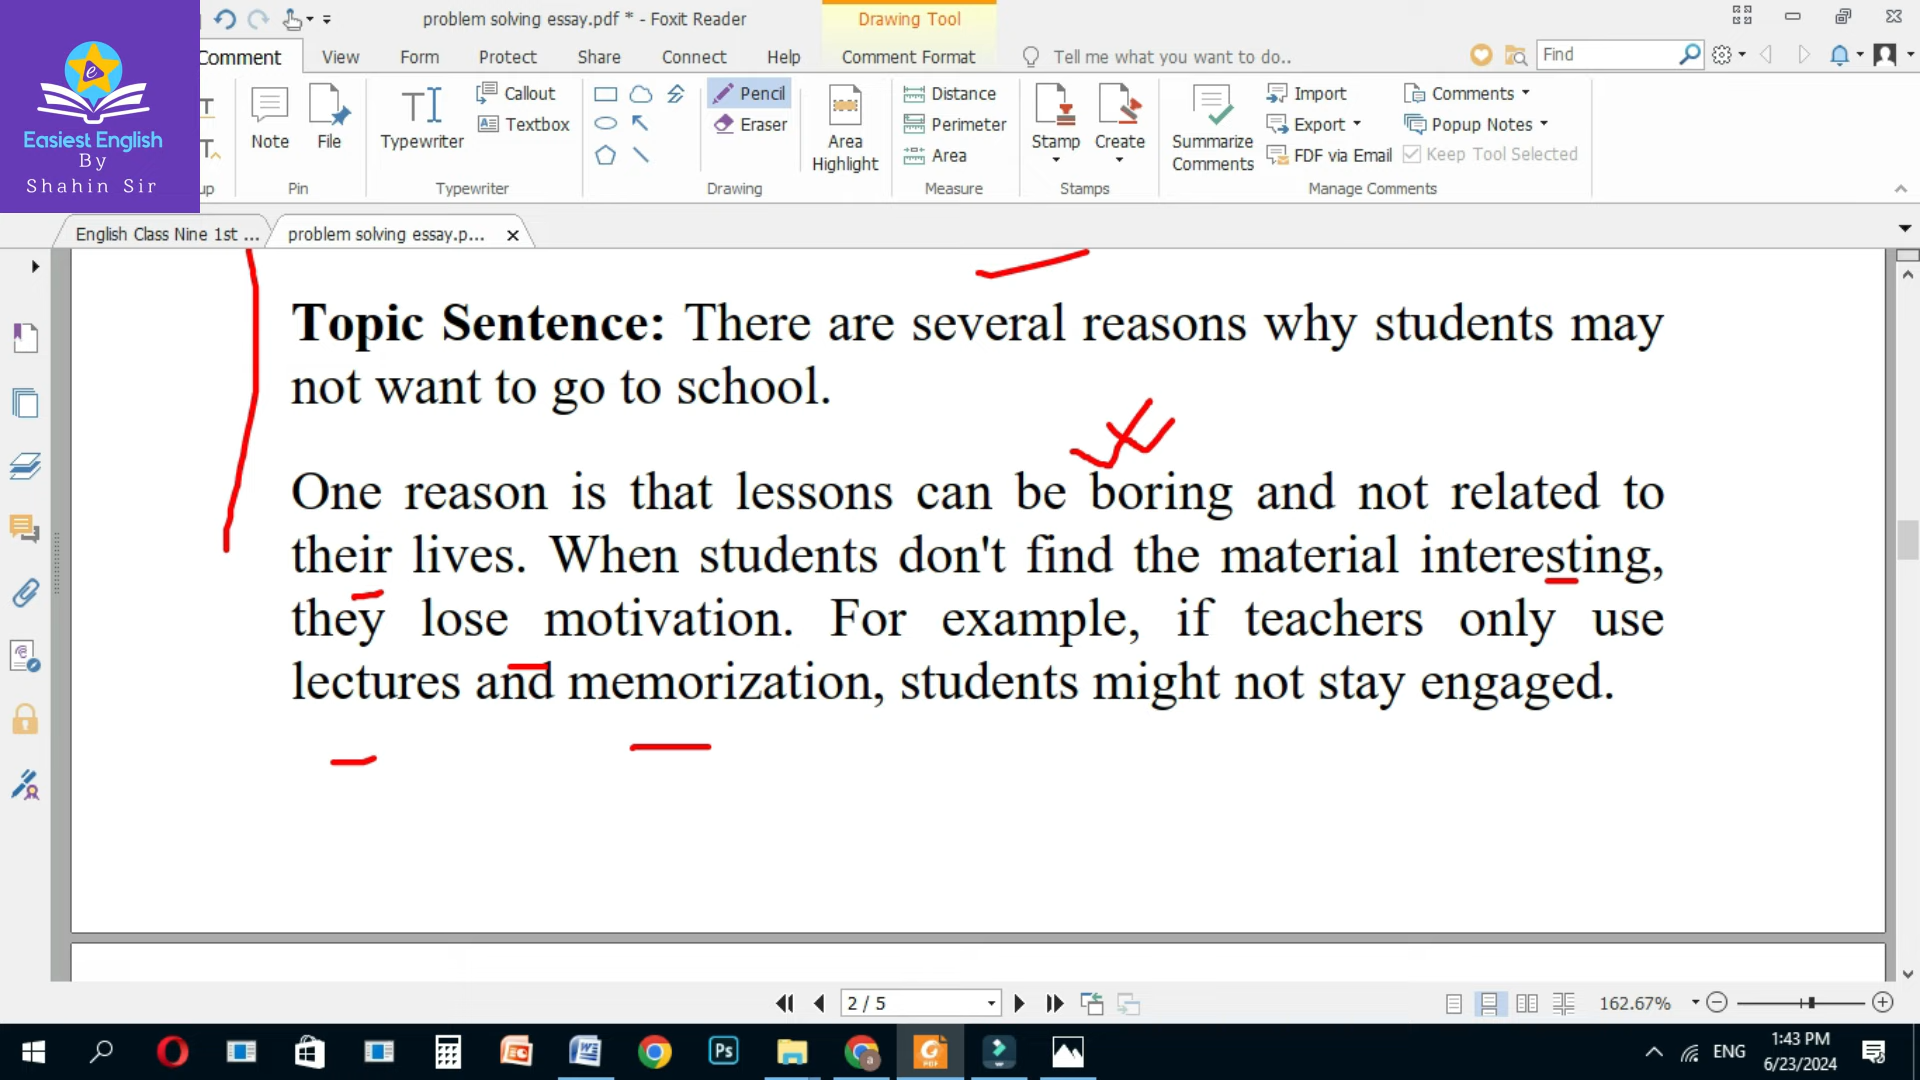 problem solving essay.pdf * - Foxit Reader
Drawing Tool
Comment
View
Form
Protect
Share
Connect
Help
Comment Format
Tell me what you want to do..
Find
Easiest English
By
Shahin Sir
Note
File
Pin
Typewriter
Callout
Textbox
Typewriter
Pencil
Eraser
Drawing
Area
Highlight
Distance
Perimeter
Area
Measure
Stamp
Create
Stamps
Summarize
Comments
Import
Export
FDF via Email
Comments
Popup Notes
Keep Tool Selected
Manage Comments
English Class Nine 1st ...
problem solving essay.p...
Topic Sentence: There are several reasons why students may
not want to go to school.
One reason is that lessons can be boring and not related to
their lives. When students don't find the material interesting,
they lose motivation. For example, if teachers only use
lectures and memorization, students might not stay engaged.
2 / 5
162.67%
Ps
ENG
1:43 PM
6/23/2024